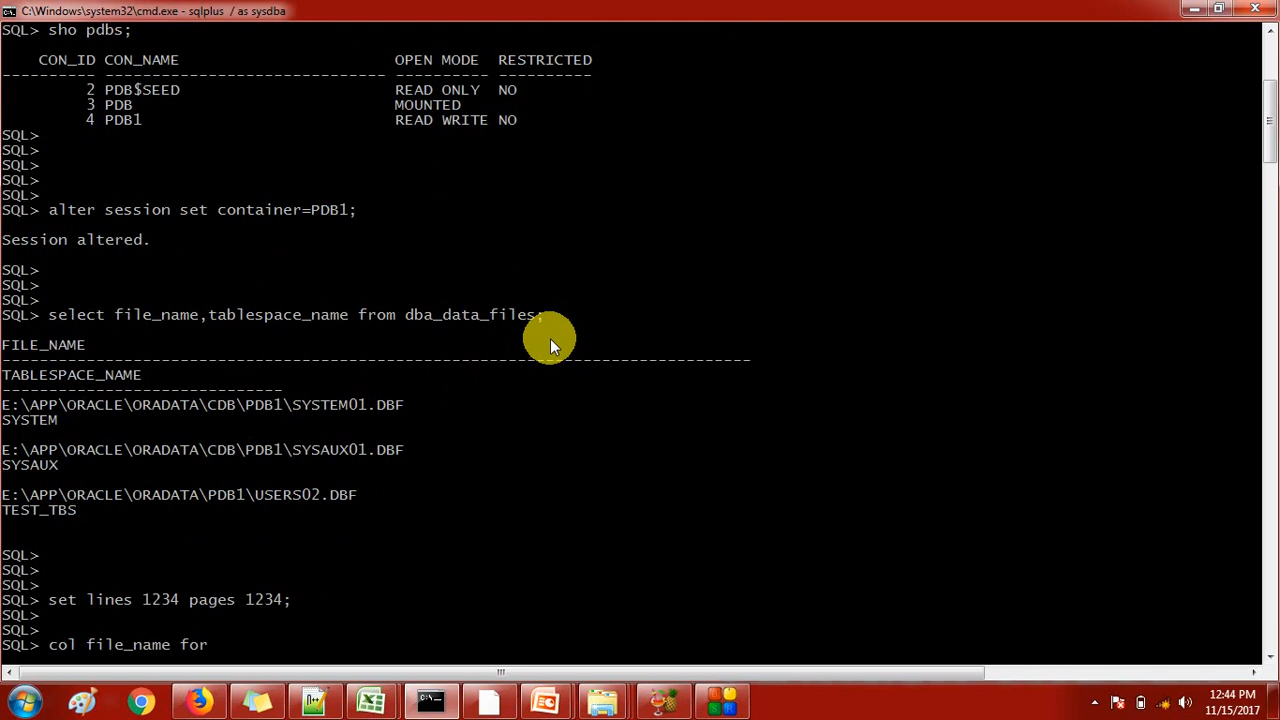 C:\Windows\system32\cmd.exe - sqlplus / as sysdba
SQL> sho pdbs;
CON_ID CON_NAME OPEN MODE RESTRICTED
---------- ------------------------------ ---------- ----------
2 PDB$SEED READ ONLY NO
3 PDB MOUNTED
4 PDB1 READ WRITE NO
SQL>
SQL>
SQL>
SQL>
SQL>
SQL> alter session set container=PDB1;
Session altered.
SQL>
SQL>
SQL>
SQL> select file_name,tablespace_name from dba_data_files;
FILE_NAME
--------------------------------------------------------------------------------
TABLESPACE_NAME
------------------------------
E:\APP\ORACLE\ORADATA\CDB\PDB1\SYSTEM01.DBF
SYSTEM
E:\APP\ORACLE\ORADATA\CDB\PDB1\SYSAUX01.DBF
SYSAUX
E:\APP\ORACLE\ORADATA\PDB1\USERS02.DBF
TEST_TBS
SQL>
SQL>
SQL>
SQL> set lines 1234 pages 1234;
SQL>
SQL>
SQL> col file_name for
12:44 PM
11/15/2017